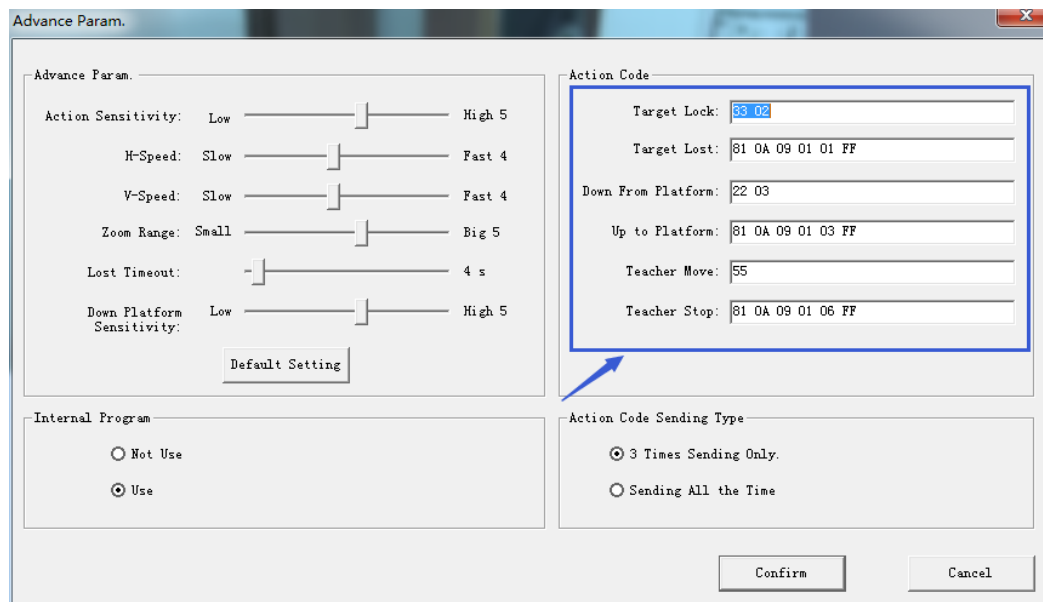 Advance Param.
Advance Param.
Action Sensitivity: Low High 5
H-Speed: Slow Fast 4
V-Speed: Slow Fast 4
Zoom Range: Small Big 5
Lost Timeout: 4 s
Down Platform Sensitivity: Low High 5
Default Setting
Action Code
Target Lock: 33 02
Target Lost: 81 0A 09 01 01 FF
Down From Platform: 22 03
Up to Platform: 81 0A 09 01 03 FF
Teacher Move: 55
Teacher Stop: 81 0A 09 01 06 FF
Internal Program
Not Use
Use
Action Code Sending Type
3 Times Sending Only.
Sending All the Time
Confirm Cancel